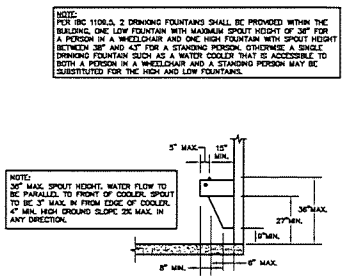 NOTE:
PER IBC 1109.5, 2 DRINKING FOUNTAINS SHALL BE PROVIDED WITHIN THE
BUILDING, ONE LOW FOUNTAIN WITH MAXIMUM SPOUT HEIGHT OF 36" FOR
A PERSON IN A WHEELCHAIR AND ONE HIGH FOUNTAIN WITH SPOUT HEIGHT
BETWEEN 38" AND 43" FOR A STANDING PERSON. OTHERWISE A SINGLE
DRINKING FOUNTAIN SUCH AS A WATER COOLER THAT IS ACCESSIBLE TO
BOTH A PERSON IN A WHEELCHAIR AND A STANDING PERSON MAY BE
SUBSTITUTED FOR THE HIGH AND LOW FOUNTAINS.
5" MAX.
15"
MIN.
NOTE:
36" MAX. SPOUT HEIGHT. WATER FLOW TO
BE PARALLEL TO FRONT OF COOLER. SPOUT
TO BE 3" MAX. IN FROM EDGE OF COOLER.
4" MIN. HIGH GROUND SLOPE 2% MAX. IN
ANY DIRECTION.
36"MAX.
27"MIN.
9"MIN.
6" MAX.
8" MIN.